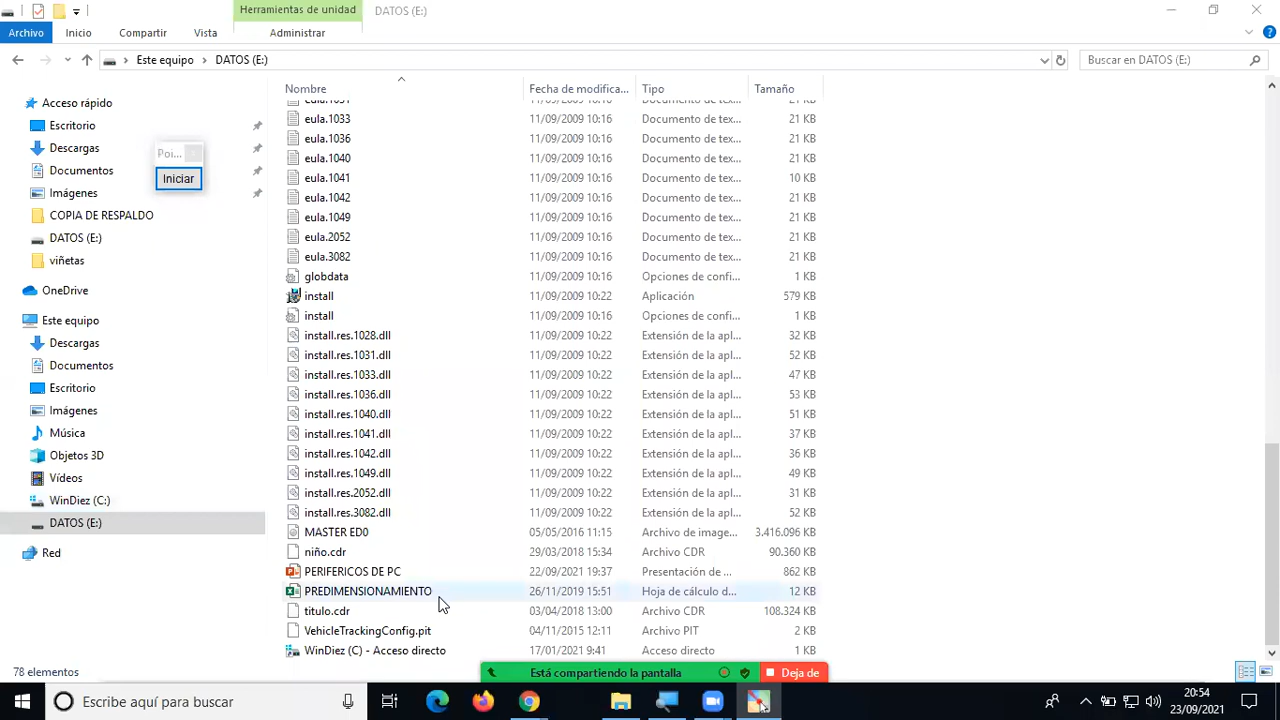 Herramientas de unidad DATOS (E:)
Archivo Inicio Compartir Vista Administrar
Este equipo DATOS (E:) Buscar en DATOS (E:)
Nombre Fecha de modifica... Tipo Tamaño
Acceso rápido
Escritorio
Descargas
Documentos
Imágenes
COPIA DE RESPALDO
DATOS (E:)
viñetas
OneDrive
Este equipo
Descargas
Documentos
Escritorio
Imágenes
Música
Objetos 3D
Vídeos
WinDiez (C:)
DATOS (E:)
Red
Poi...
Iniciar
eula.1031 11/09/2009 10:16 Documento de tex... 21 KB
eula.1033 11/09/2009 10:16 Documento de tex... 21 KB
eula.1036 11/09/2009 10:16 Documento de tex... 21 KB
eula.1040 11/09/2009 10:16 Documento de tex... 21 KB
eula.1041 11/09/2009 10:16 Documento de tex... 10 KB
eula.1042 11/09/2009 10:16 Documento de tex... 21 KB
eula.1049 11/09/2009 10:16 Documento de tex... 21 KB
eula.2052 11/09/2009 10:16 Documento de tex... 21 KB
eula.3082 11/09/2009 10:16 Documento de tex... 21 KB
globdata 11/09/2009 10:16 Opciones de confi... 1 KB
install 11/09/2009 10:22 Aplicación 579 KB
install 11/09/2009 10:16 Opciones de confi... 1 KB
install.res.1028.dll 11/09/2009 10:22 Extensión de la apl... 32 KB
install.res.1031.dll 11/09/2009 10:22 Extensión de la apl... 52 KB
install.res.1033.dll 11/09/2009 10:22 Extensión de la apl... 47 KB
install.res.1036.dll 11/09/2009 10:22 Extensión de la apl... 53 KB
install.res.1040.dll 11/09/2009 10:22 Extensión de la apl... 51 KB
install.res.1041.dll 11/09/2009 10:22 Extensión de la apl... 37 KB
install.res.1042.dll 11/09/2009 10:22 Extensión de la apl... 36 KB
install.res.1049.dll 11/09/2009 10:22 Extensión de la apl... 49 KB
install.res.2052.dll 11/09/2009 10:22 Extensión de la apl... 31 KB
install.res.3082.dll 11/09/2009 10:22 Extensión de la apl... 52 KB
MASTER ED0 05/05/2016 11:15 Archivo de image... 3.416.096 KB
niño.cdr 29/03/2018 15:34 Archivo CDR 90.360 KB
PERIFERICOS DE PC 22/09/2021 19:37 Presentación de ... 862 KB
PREDIMENSIONAMIENTO 26/11/2019 15:51 Hoja de cálculo d... 12 KB
titulo.cdr 03/04/2018 13:00 Archivo CDR 108.324 KB
VehicleTrackingConfig.pit 04/11/2015 12:11 Archivo PIT 2 KB
WinDiez (C) - Acceso directo 17/01/2021 9:41 Acceso directo 1 KB
78 elementos
Está compartiendo la pantalla Deja de
Escribe aquí para buscar
20:54
23/09/2021